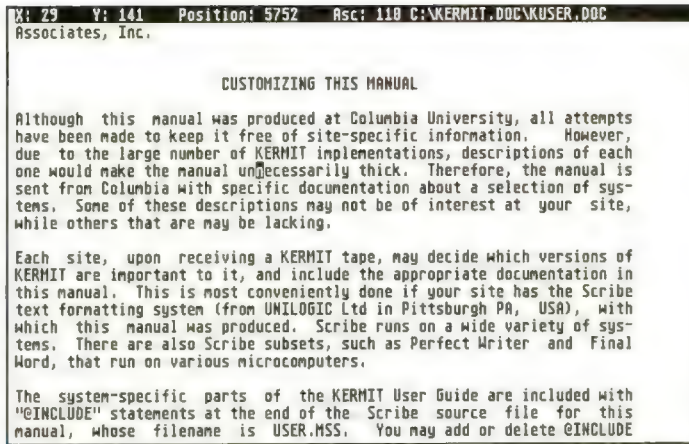 X: 29 Y: 141 Position: 5752 Asc: 110 C:\KERMIT.DOC\KUSER.DOC
Associates, Inc.
CUSTOMIZING THIS MANUAL
Although this manual was produced at Columbia University, all attempts
have been made to keep it free of site-specific information. However,
due to the large number of KERMIT implementations, descriptions of each
one would make the manual unnecessarily thick. Therefore, the manual is
sent from Columbia with specific documentation about a selection of sys-
tems. Some of these descriptions may not be of interest at your site,
while others that are may be lacking.
Each site, upon receiving a KERMIT tape, may decide which versions of
KERMIT are important to it, and include the appropriate documentation in
this manual. This is most conveniently done if your site has the Scribe
text formatting system (from UNILOGIC Ltd in Pittsburgh PA, USA), with
which this manual was produced. Scribe runs on a wide variety of sys-
tems. There are also Scribe subsets, such as Perfect Writer and Final
Word, that run on various microcomputers.
The system-specific parts of the KERMIT User Guide are included with
"@INCLUDE" statements at the end of the Scribe source file for this
manual, whose filename is USER.MSS. You may add or delete @INCLUDE